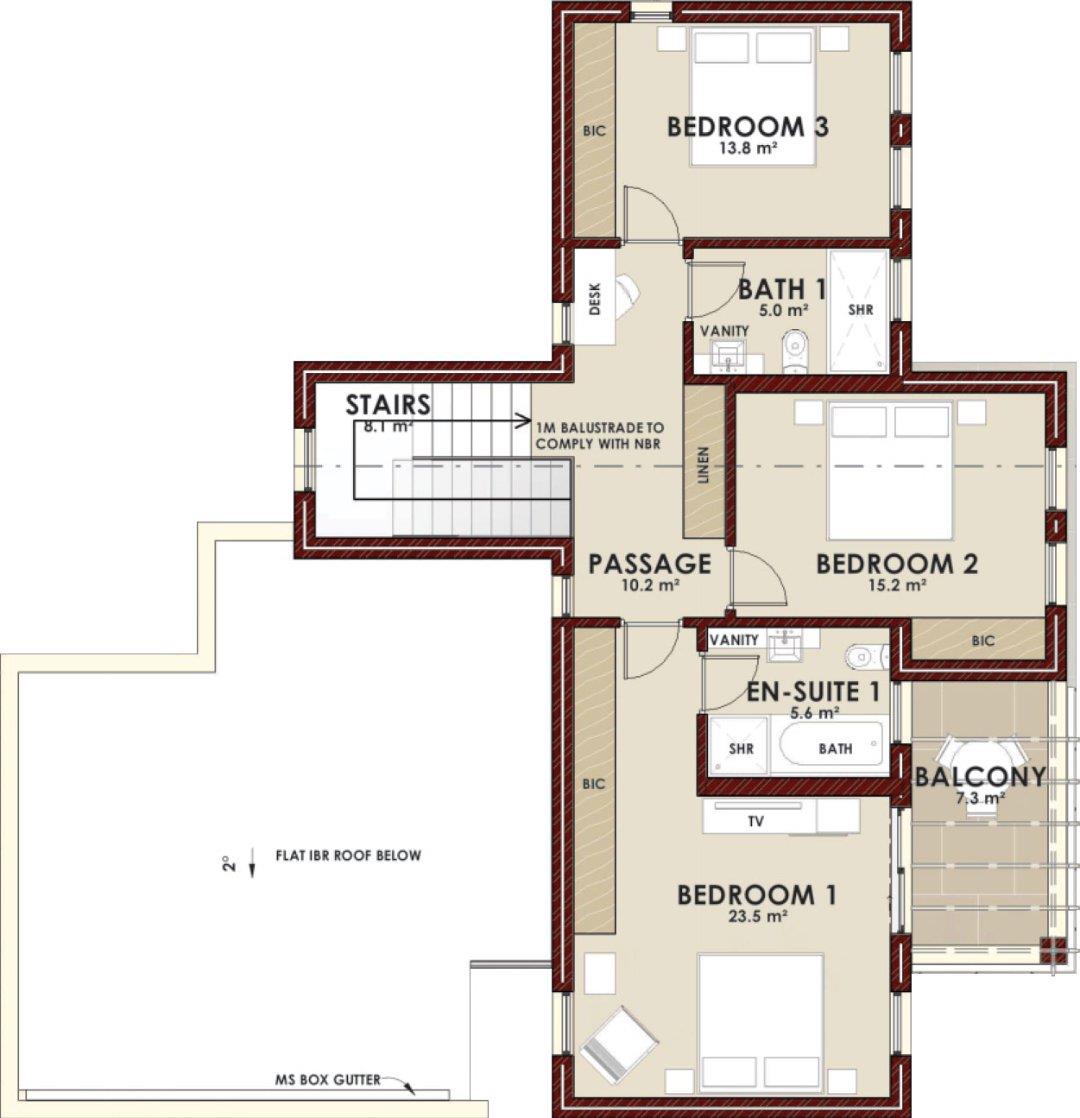 BIC
BEDROOM 3
13.8 m²
DESK
BATH 1
5.0 m²
SHR
VANITY
STAIRS
8.1 m²
1M BALUSTRADE TO
COMPLY WITH NBR
LINEN
PASSAGE
10.2 m²
BEDROOM 2
15.2 m²
BIC
VANITY
EN-SUITE 1
5.6 m²
SHR
BATH
BIC
BALCONY
7.3 m²
TV
2°
FLAT IBR ROOF BELOW
BEDROOM 1
23.5 m²
MS BOX GUTTER